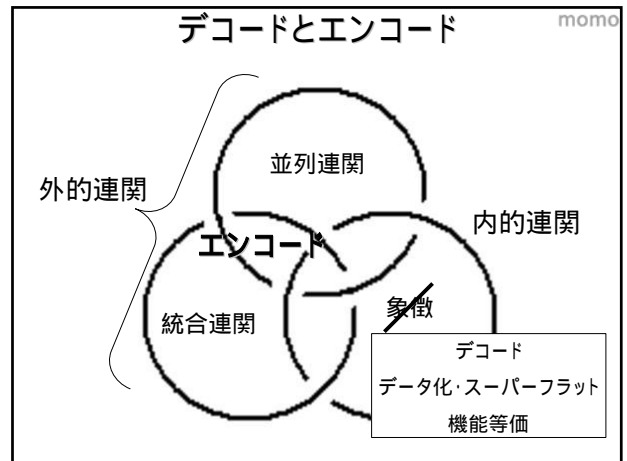 デコードとエンコード
momo
並列連関
外的連関
内的連関
エンコード
統合連関
象徴
デコード
データ化・スーパーフラット
機能等価